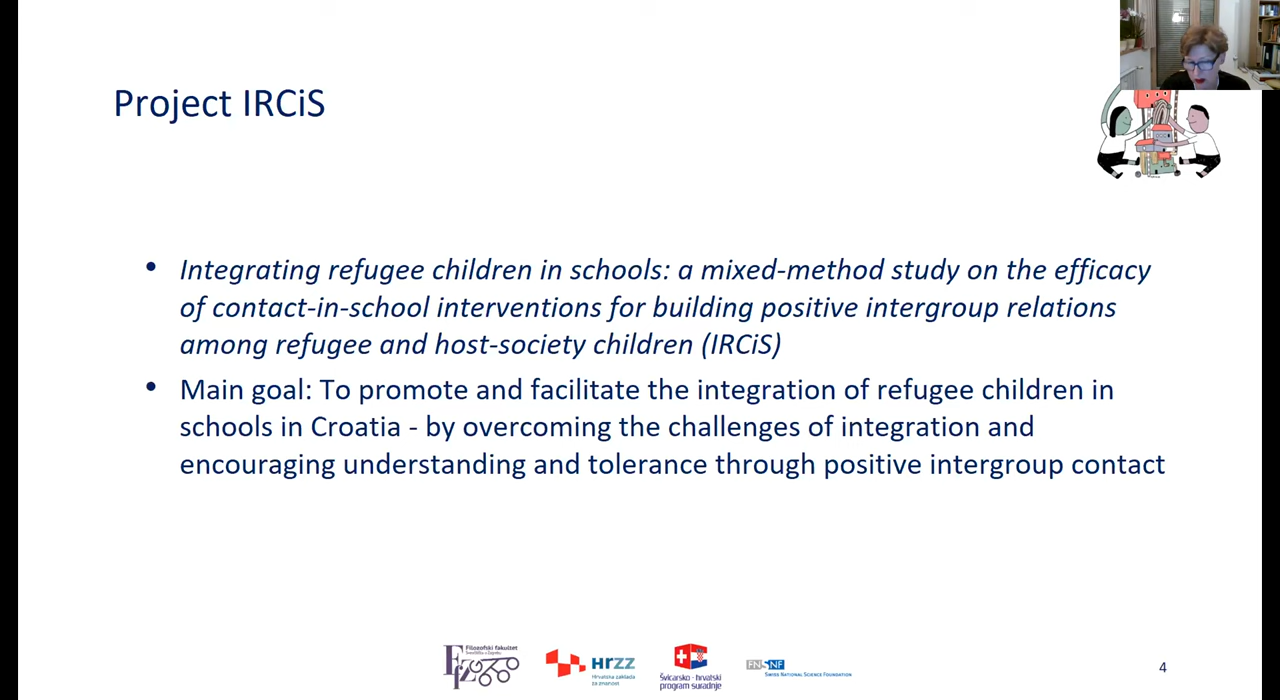 Project IRCiS
• Integrating refugee children in schools: a mixed-method study on the efficacy
of contact-in-school interventions for building positive intergroup relations
among refugee and host-society children (IRCiS)
• Main goal: To promote and facilitate the integration of refugee children in
schools in Croatia - by overcoming the challenges of integration and
encouraging understanding and tolerance through positive intergroup contact
Filozofski fakultet
HRZZ
Hrvatska zaklada
za znanost
Švicarsko - hrvatski
program suradnje
FNSNF
SWISS NATIONAL SCIENCE FOUNDATION
4